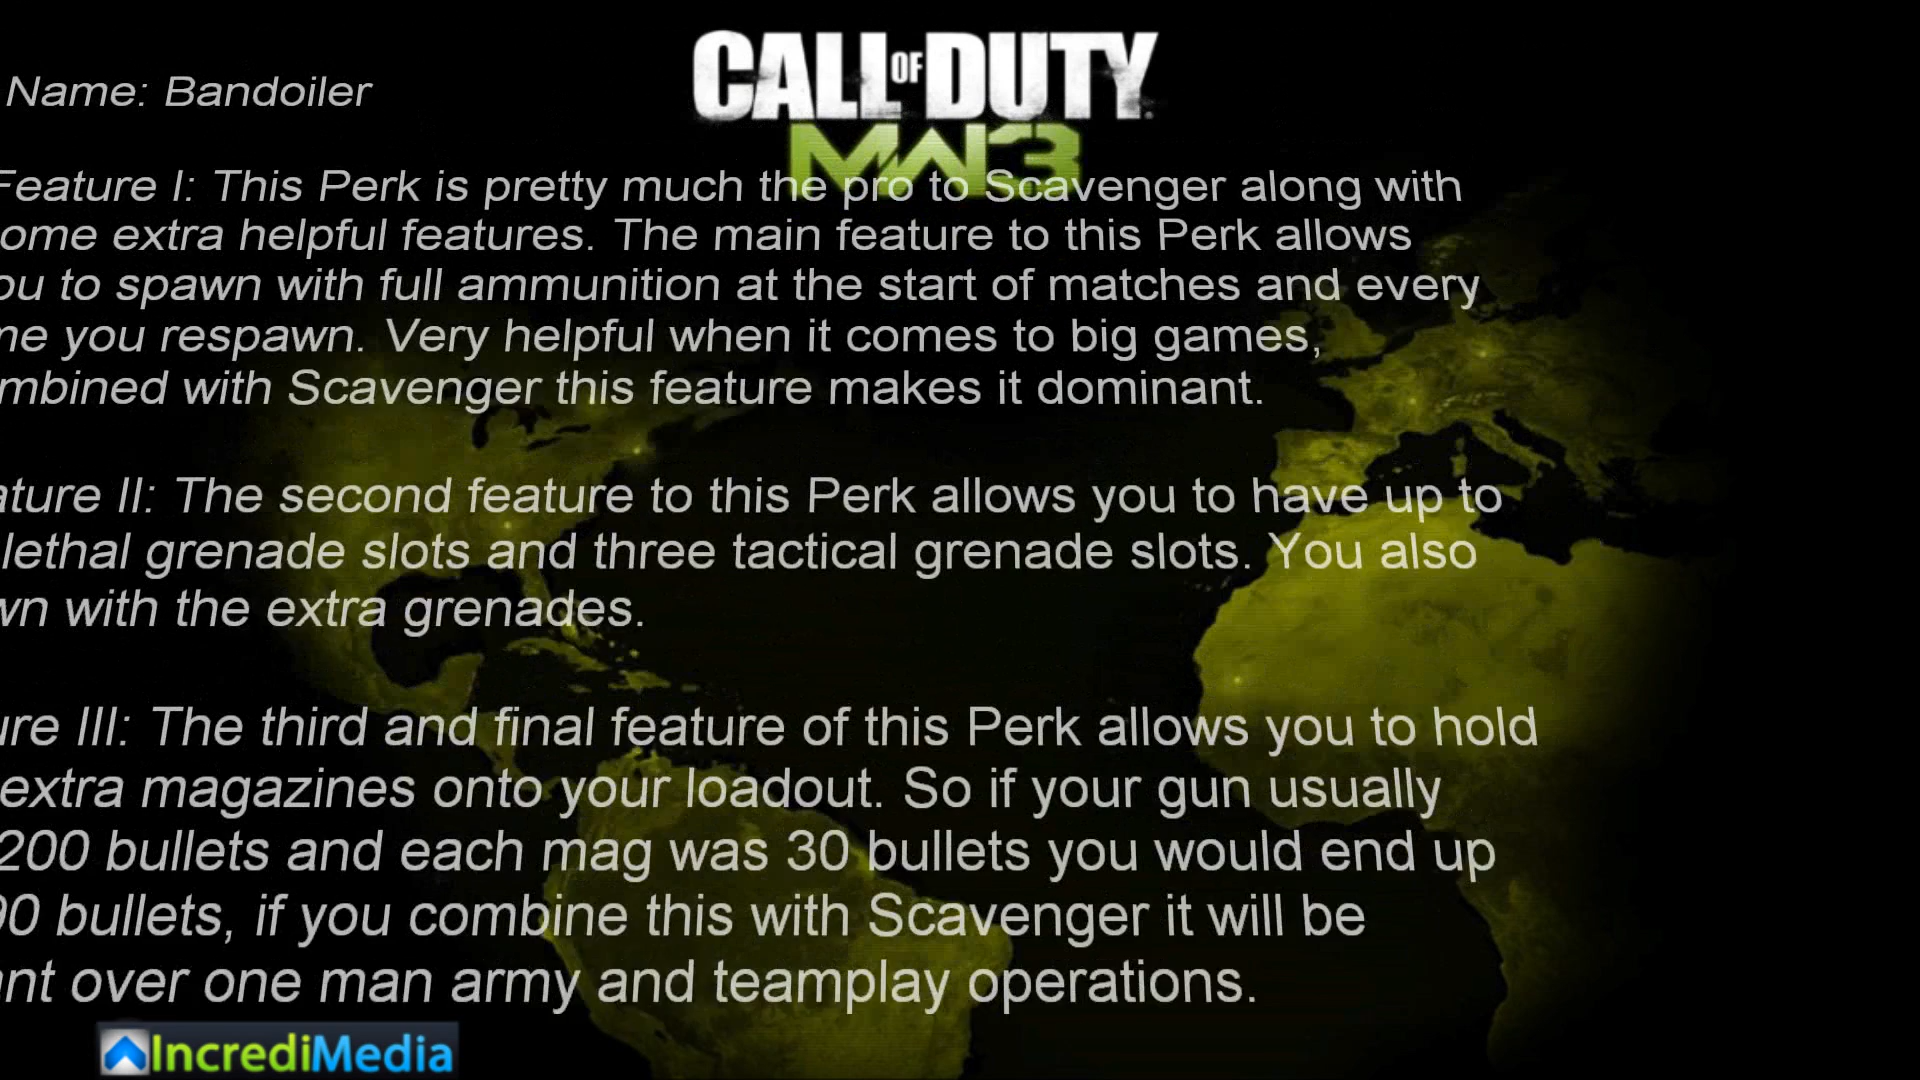 CALL OF DUTY
MW3
Name: Bandoiler
Feature I: This Perk is pretty much the pro to Scavenger along with
ome extra helpful features. The main feature to this Perk allows
ou to spawn with full ammunition at the start of matches and every
me you respawn. Very helpful when it comes to big games,
mbined with Scavenger this feature makes it dominant.
ature II: The second feature to this Perk allows you to have up to
lethal grenade slots and three tactical grenade slots. You also
wn with the extra grenades.
ure III: The third and final feature of this Perk allows you to hold
extra magazines onto your loadout. So if your gun usually
200 bullets and each mag was 30 bullets you would end up
90 bullets, if you combine this with Scavenger it will be
nt over one man army and teamplay operations.
IncrediMedia